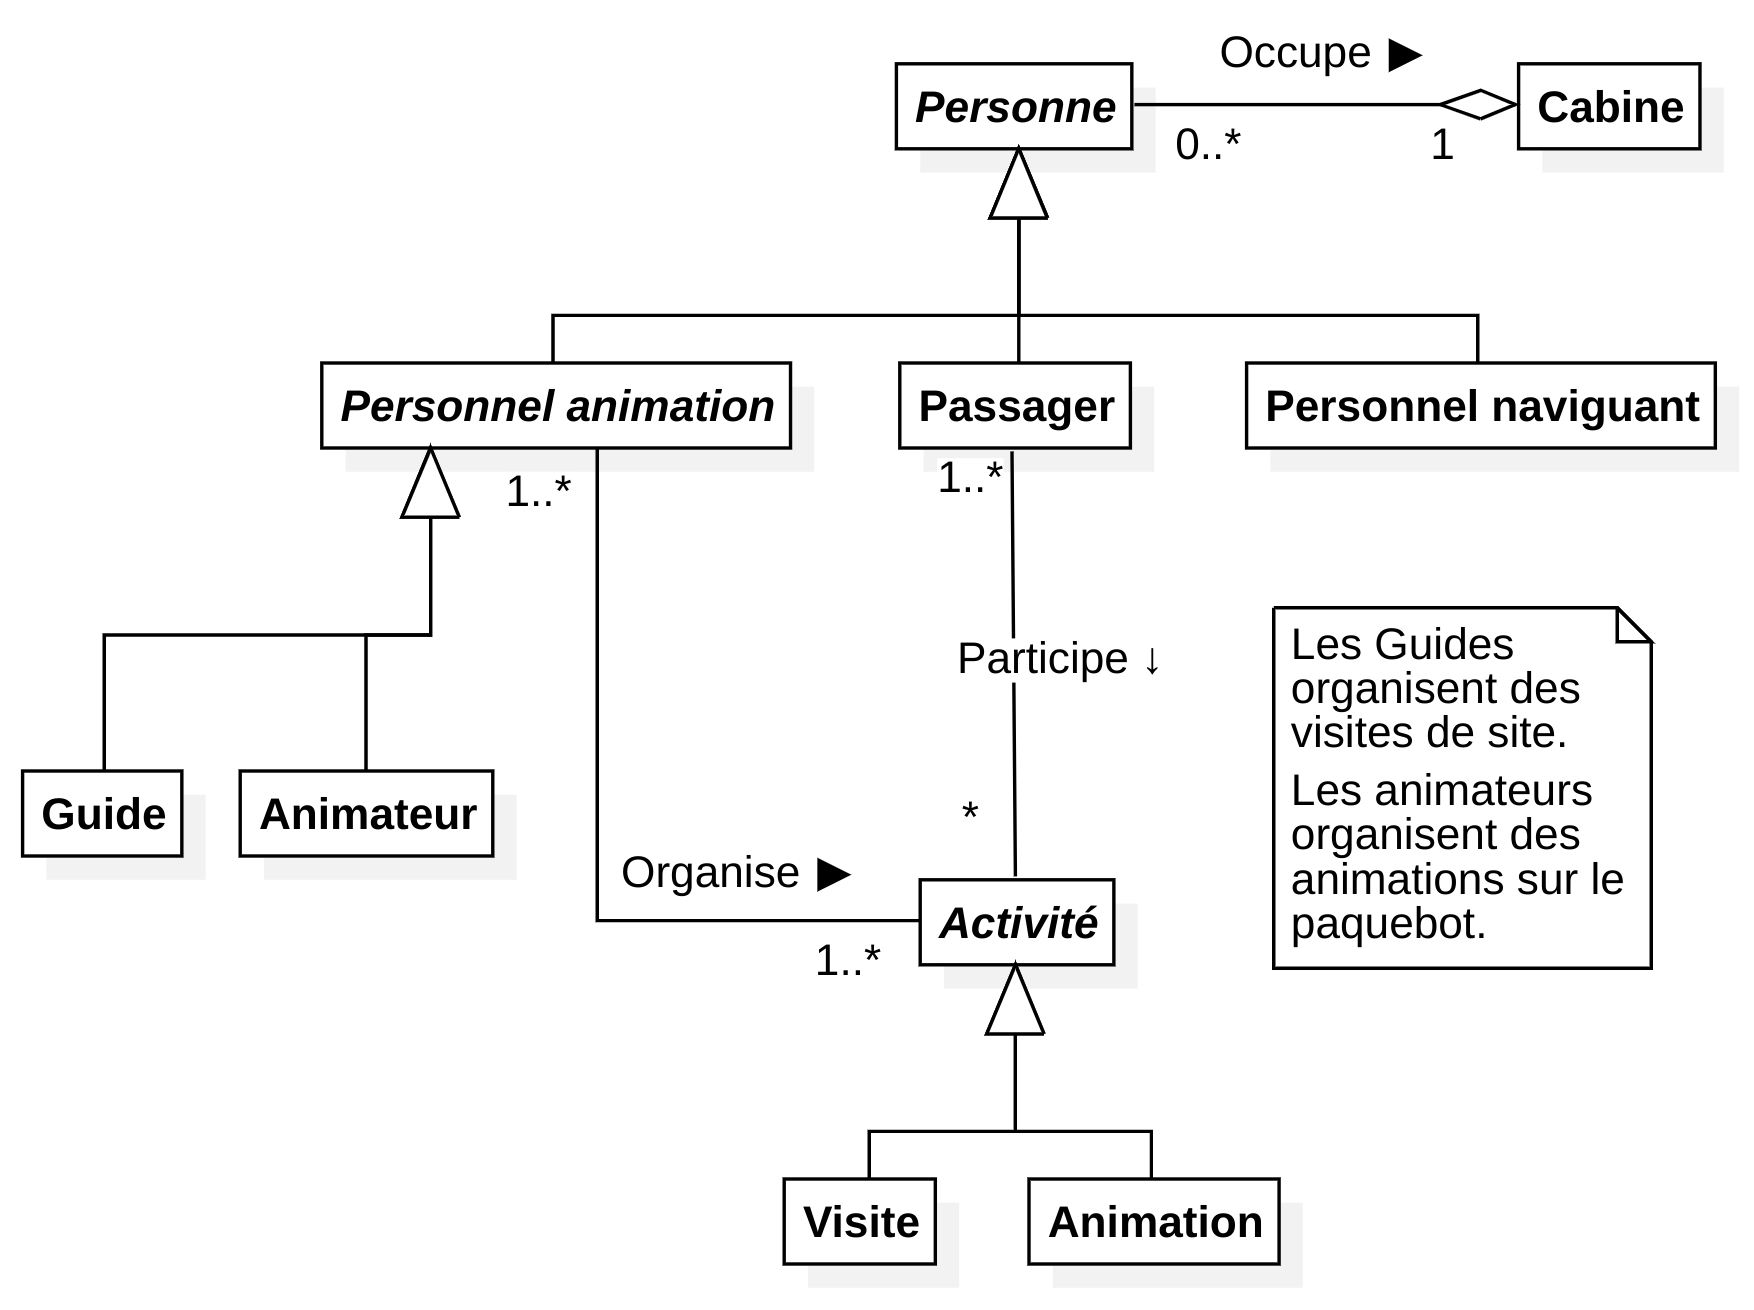 Occupe ▶
Personne
Cabine
0..*
1
Personnel animation
Passager
Personnel naviguant
1..*
1..*
Les Guides
organisent des
visites de site.
Les animateurs
organisent des
animations sur le
paquebot.
Participe ↓
Guide
Animateur
*
Organise ▶
Activité
1..*
Visite
Animation